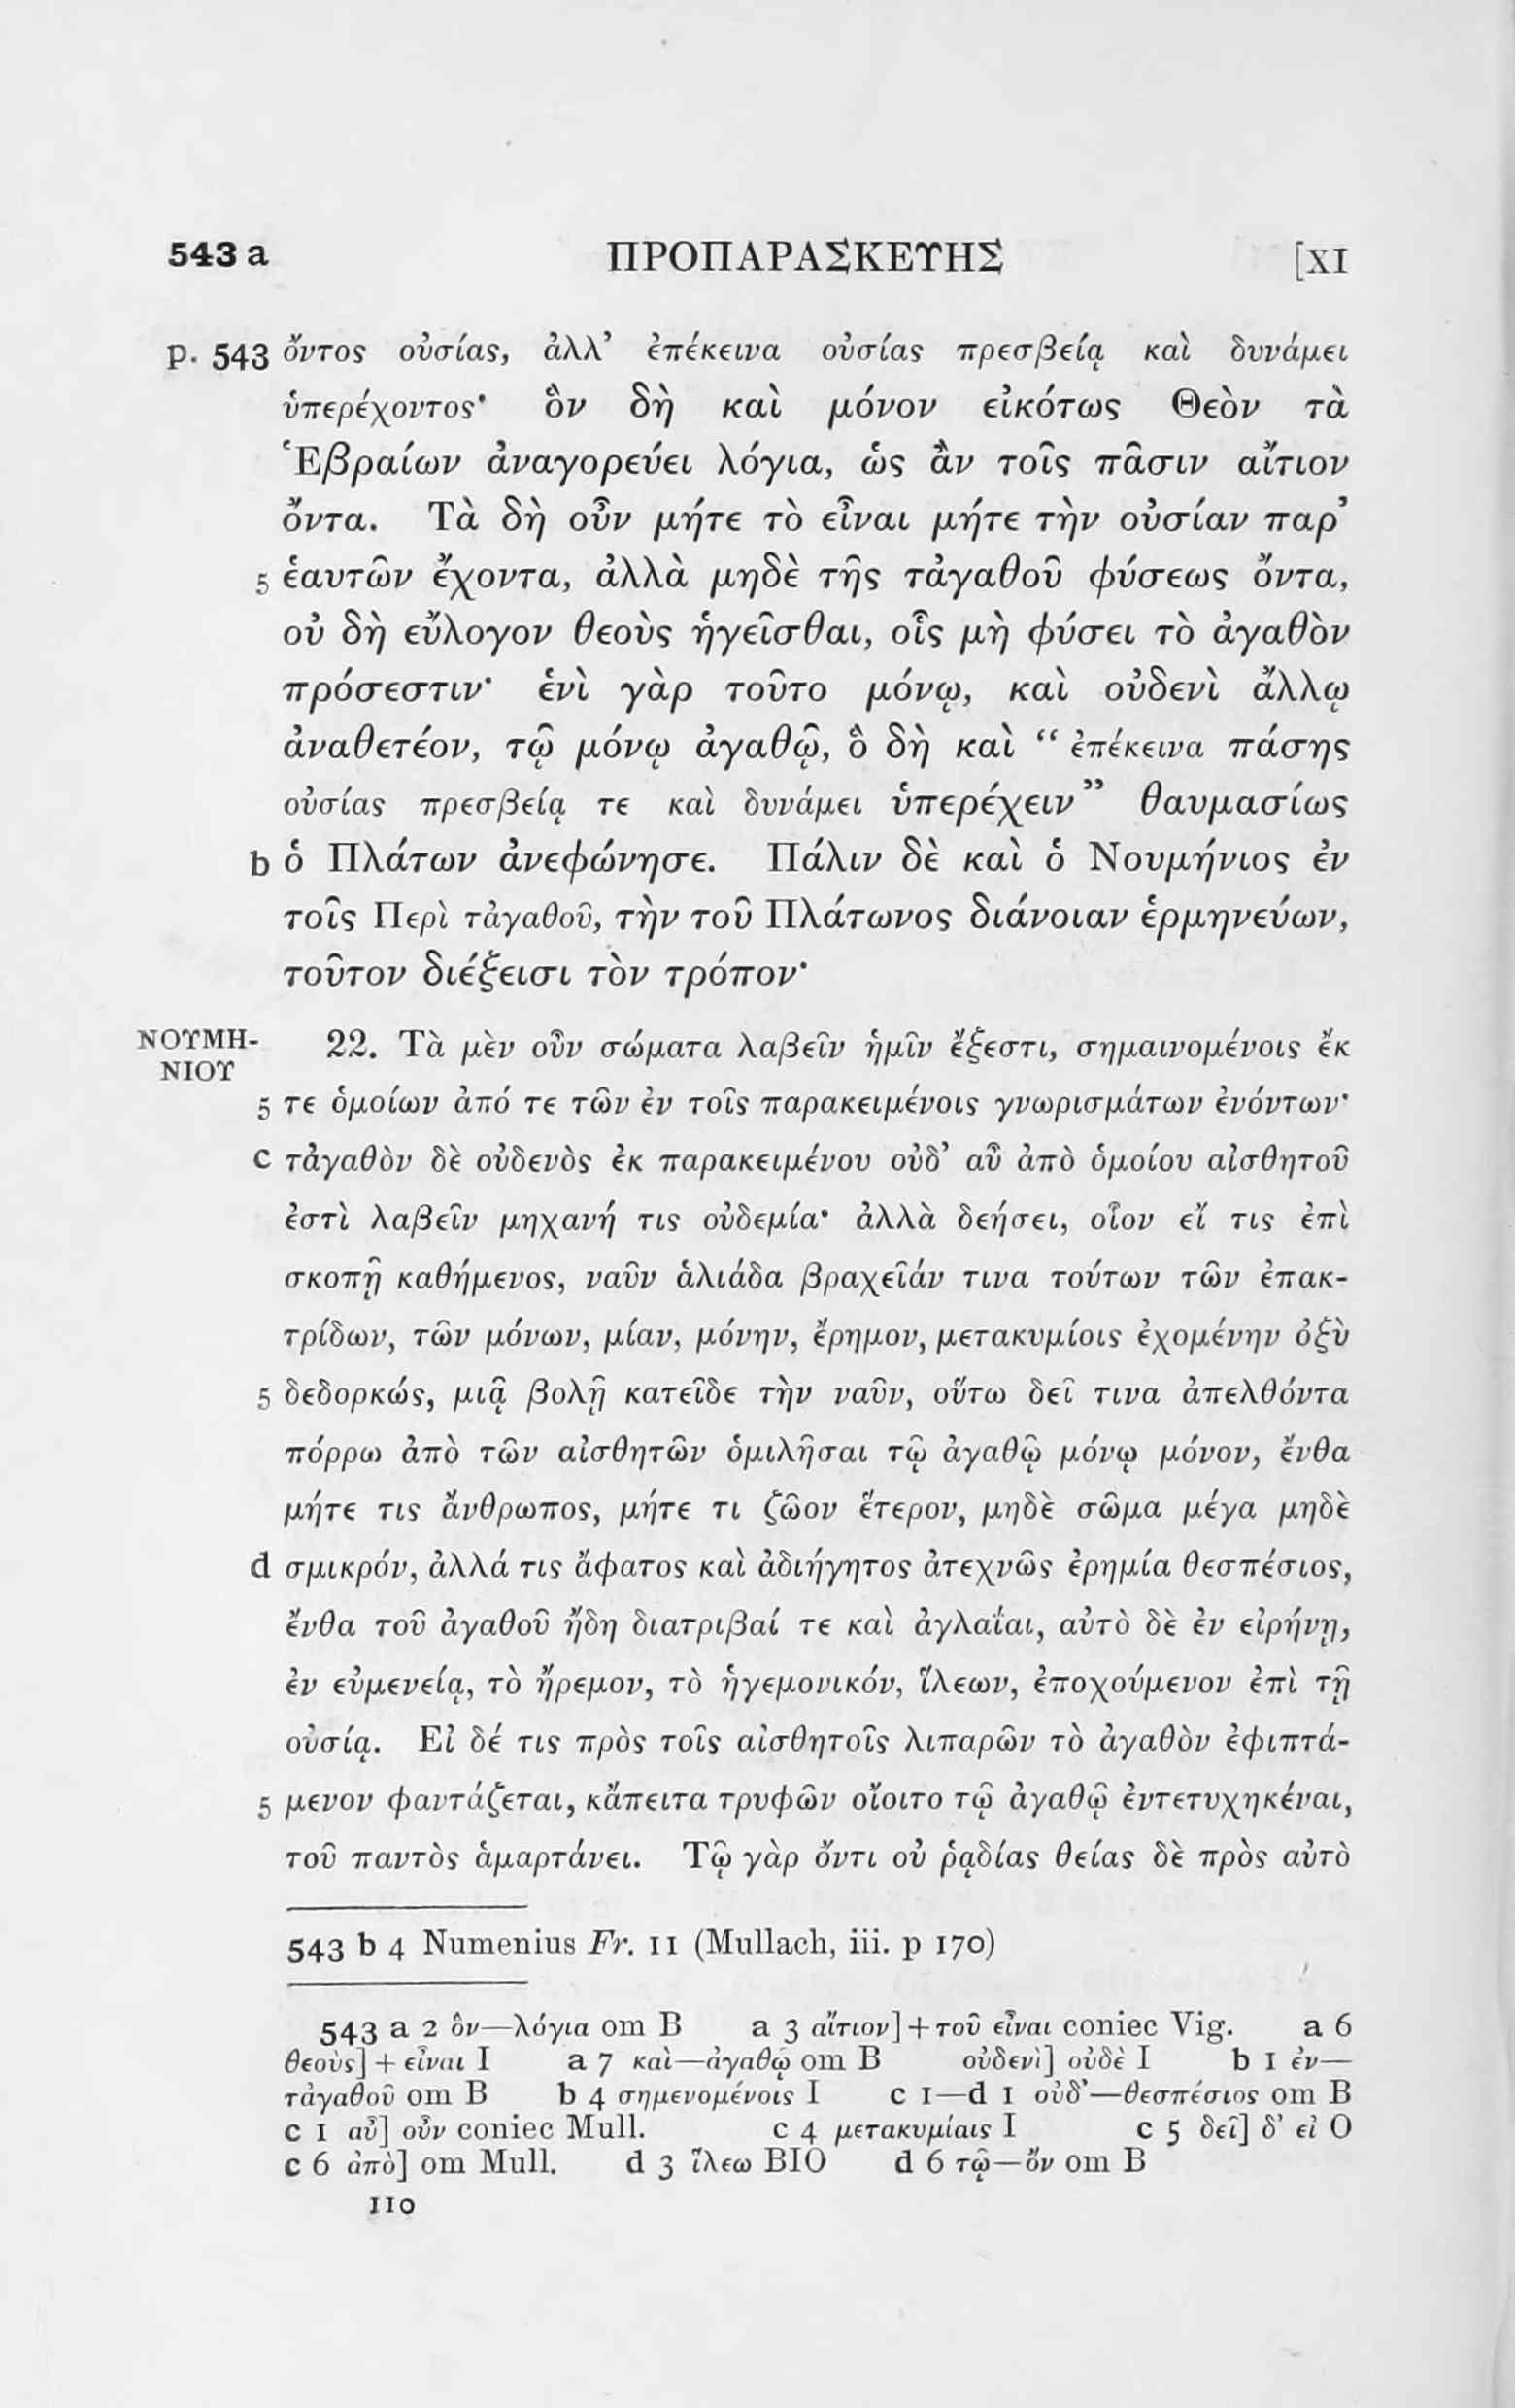 543 a ΠΡΟΠΑΡΑΣΚΕΥΗΣ [XI
p. 543 ὄντος οὐσίας, ἀλλ’ ἐπέκεινα οὐσίας πρεσβείᾳ καὶ δυνάμει
ὑπερέχοντος· ὃν δὴ καὶ μόνον εἰκότως Θεὸν τὰ
Ἑβραίων ἀναγορεύει λόγια, ὡς ἂν τοῖς πᾶσιν αἴτιον
ὄντα. Τὰ δὴ οὖν μήτε τὸ εἶναι μήτε τὴν οὐσίαν παρ’
5 ἑαυτῶν ἔχοντα, ἀλλὰ μηδὲ τῆς τἀγαθοῦ φύσεως ὄντα,
οὐ δὴ εὔλογον θεοὺς ἡγεῖσθαι, οἷς μὴ φύσει τὸ ἀγαθὸν
πρόσεστιν· ἑνὶ γὰρ τοῦτο μόνῳ, καὶ οὐδενὶ ἄλλῳ
ἀναθετέον, τῷ μόνῳ ἀγαθῷ, ὃ δὴ καὶ “ ἐπέκεινα πάσης
οὐσίας πρεσβείᾳ τε καὶ δυνάμει ὑπερέχειν” θαυμασίως
b ὁ Πλάτων ἀνεφώνησε. Πάλιν δὲ καὶ ὁ Νουμήνιος ἐν
τοῖς Περὶ τἀγαθοῦ, τὴν τοῦ Πλάτωνος διάνοιαν ἑρμηνεύων,
τοῦτον διέξεισι τὸν τρόπον·
ΝΟΥΜΗ-
ΝΙΟΥ
22. Τὰ μὲν οὖν σώματα λαβεῖν ἡμῖν ἔξεστι, σημαινομένοις ἔκ
5 τε ὁμοίων ἀπό τε τῶν ἐν τοῖς παρακειμένοις γνωρισμάτων ἐνόντων·
c τἀγαθὸν δὲ οὐδενὸς ἐκ παρακειμένου οὐδ’ αὖ ἀπὸ ὁμοίου αἰσθητοῦ
ἐστὶ λαβεῖν μηχανή τις οὐδεμία· ἀλλὰ δεήσει, οἷον εἴ τις ἐπὶ
σκοπῇ καθήμενος, ναῦν ἁλιάδα βραχεῖάν τινα τούτων τῶν ἐπακ-
τρίδων, τῶν μόνων, μίαν, μόνην, ἔρημον, μετακυμίοις ἐχομένην ὀξὺ
5 δεδορκώς, μιᾷ βολῇ κατεῖδε τὴν ναῦν, οὕτω δεῖ τινα ἀπελθόντα
πόρρω ἀπὸ τῶν αἰσθητῶν ὁμιλῆσαι τῷ ἀγαθῷ μόνῳ μόνον, ἔνθα
μήτε τις ἄνθρωπος, μήτε τι ζῶον ἕτερον, μηδὲ σῶμα μέγα μηδὲ
d σμικρόν, ἀλλά τις ἄφατος καὶ ἀδιήγητος ἀτεχνῶς ἐρημία θεσπέσιος,
ἔνθα τοῦ ἀγαθοῦ ἤδη διατριβαί τε καὶ ἀγλαΐαι, αὐτὸ δὲ ἐν εἰρήνῃ,
ἐν εὐμενείᾳ, τὸ ἤρεμον, τὸ ἡγεμονικόν, ἵλεων, ἐποχούμενον ἐπὶ τῇ
οὐσίᾳ. Εἰ δέ τις πρὸς τοῖς αἰσθητοῖς λιπαρῶν τὸ ἀγαθὸν ἐφιπτά-
5 μενον φαντάζεται, κἄπειτα τρυφῶν οἴοιτο τῷ ἀγαθῷ ἐντετυχηκέναι,
τοῦ παντὸς ἁμαρτάνει. Τῷ γὰρ ὄντι οὐ ῥᾳδίας θείας δὲ πρὸς αὐτὸ
543 b 4 Numenius Fr. 11 (Mullach, iii. p 170)
543 a 2 ὃν—λόγια om B a 3 αἴτιον]+τοῦ εἶναι coniec Vig. a 6
θεοὺς]+εἶναι I a 7 καὶ—ἀγαθῷ om B οὐδενὶ] οὐδὲ I b 1 ἐν—
τἀγαθοῦ om B b 4 σημενομένοις I c 1—d 1 οὐδ’—θεσπέσιος om B
c 1 αὖ] οὖν coniec Mull. c 4 μετακυμίαις I c 5 δεῖ] δ’ εἰ O
c 6 ἀπὸ] om Mull. d 3 ἵλεω BIO d 6 τῷ—ὄν om B
110